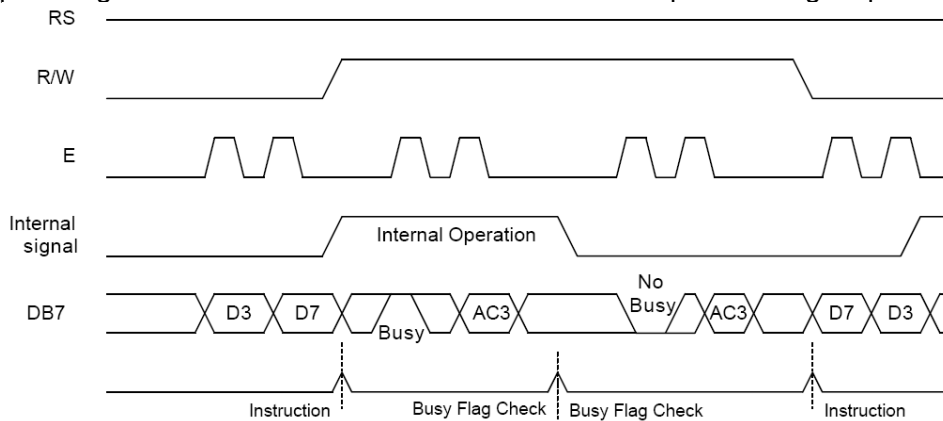 RS
R/W
E
Internal
signal
Internal Operation
DB7
D3
D7
Busy
AC3
No
Busy
AC3
D7
D3
Instruction
Busy Flag Check
Busy Flag Check
Instruction